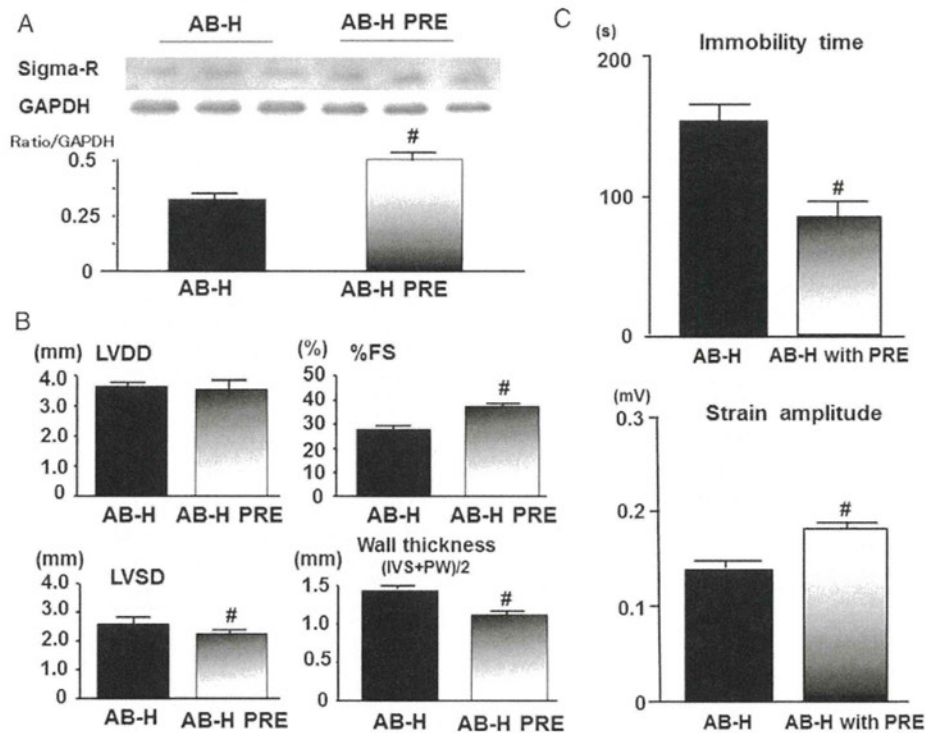 A
AB-H AB-H PRE
Sigma-R
GAPDH
Ratio/GAPDH
#
0.5
0.25
0
AB-H AB-H PRE
B
(mm) LVDD
4.0
3.0
2.0
1.0
0
AB-H AB-H PRE
(%) %FS
#
50
40
30
20
10
0
AB-H AB-H PRE
(mm) LVSD
#
4.0
3.0
2.0
1.0
0.0
AB-H AB-H PRE
Wall thickness
(mm) (IVS+PW)/2
#
1.5
1.0
0.5
0.0
AB-H AB-H PRE
C
(s) Immobility time
200
#
100
0
AB-H AB-H with PRE
(mV) Strain amplitude
0.3
#
0.2
0.1
0
AB-H AB-H with PRE